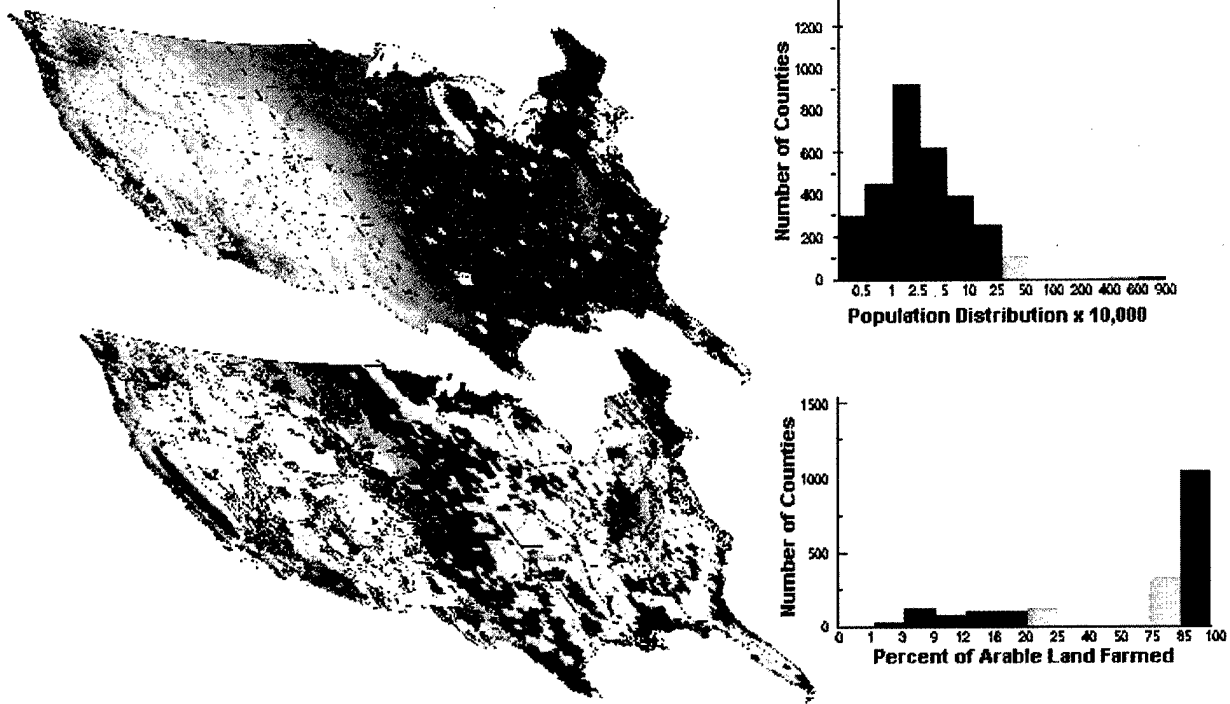 1200
1000
800
600
400
200
0
Number of Counties
0.5 1 2.5 5 10 25 50 100 200 400 600 900
Population Distribution x 10,000
1500
1000
500
0
Number of Counties
0 1 3 9 12 16 20 25 40 50 75 85 100
Percent of Arable Land Farmed